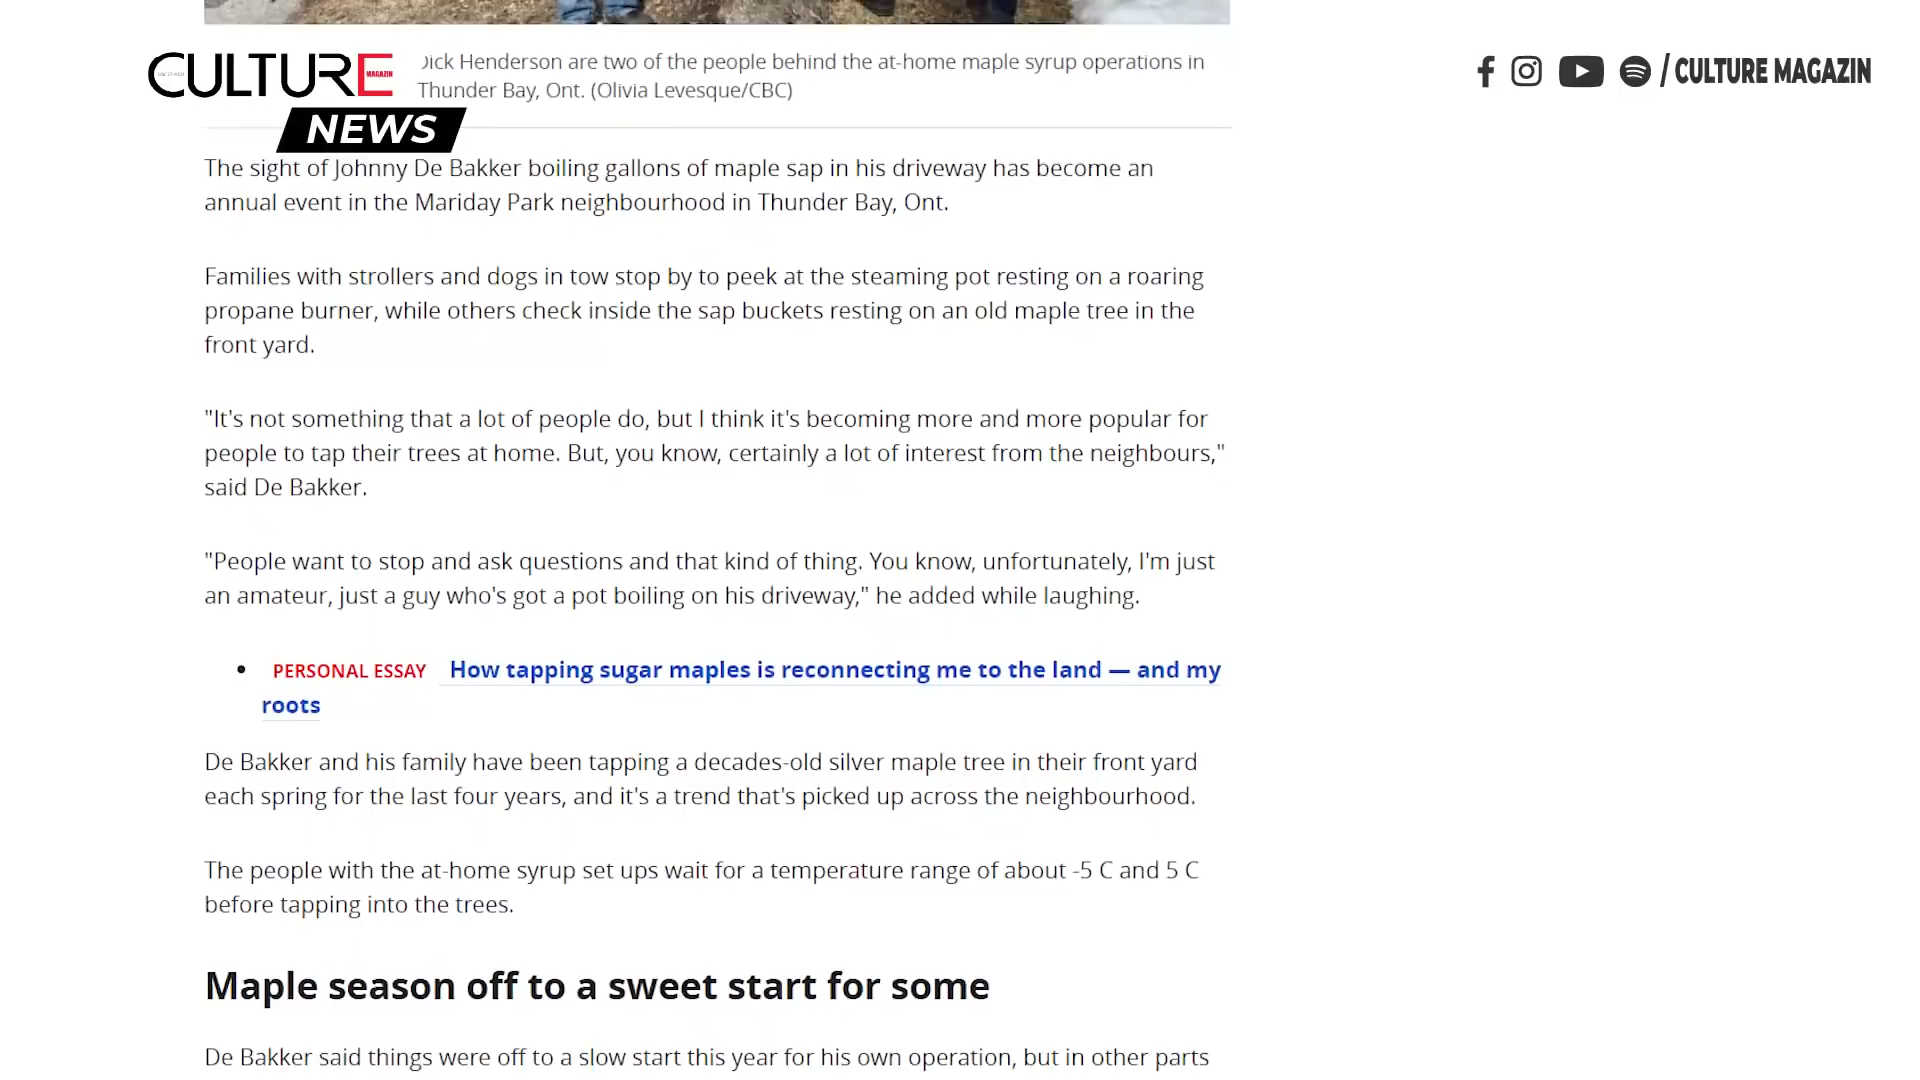 CULTURE
MAGAZIN
NEWS
Dick Henderson are two of the people behind the at-home maple syrup operations in
Thunder Bay, Ont. (Olivia Levesque/CBC)
/ CULTURE MAGAZIN
The sight of Johnny De Bakker boiling gallons of maple sap in his driveway has become an
annual event in the Mariday Park neighbourhood in Thunder Bay, Ont.
Families with strollers and dogs in tow stop by to peek at the steaming pot resting on a roaring
propane burner, while others check inside the sap buckets resting on an old maple tree in the
front yard.
"It's not something that a lot of people do, but I think it's becoming more and more popular for
people to tap their trees at home. But, you know, certainly a lot of interest from the neighbours,"
said De Bakker.
"People want to stop and ask questions and that kind of thing. You know, unfortunately, I'm just
an amateur, just a guy who's got a pot boiling on his driveway," he added while laughing.
• PERSONAL ESSAY How tapping sugar maples is reconnecting me to the land — and my
roots
De Bakker and his family have been tapping a decades-old silver maple tree in their front yard
each spring for the last four years, and it's a trend that's picked up across the neighbourhood.
The people with the at-home syrup set ups wait for a temperature range of about -5 C and 5 C
before tapping into the trees.
Maple season off to a sweet start for some
De Bakker said things were off to a slow start this year for his own operation, but in other parts